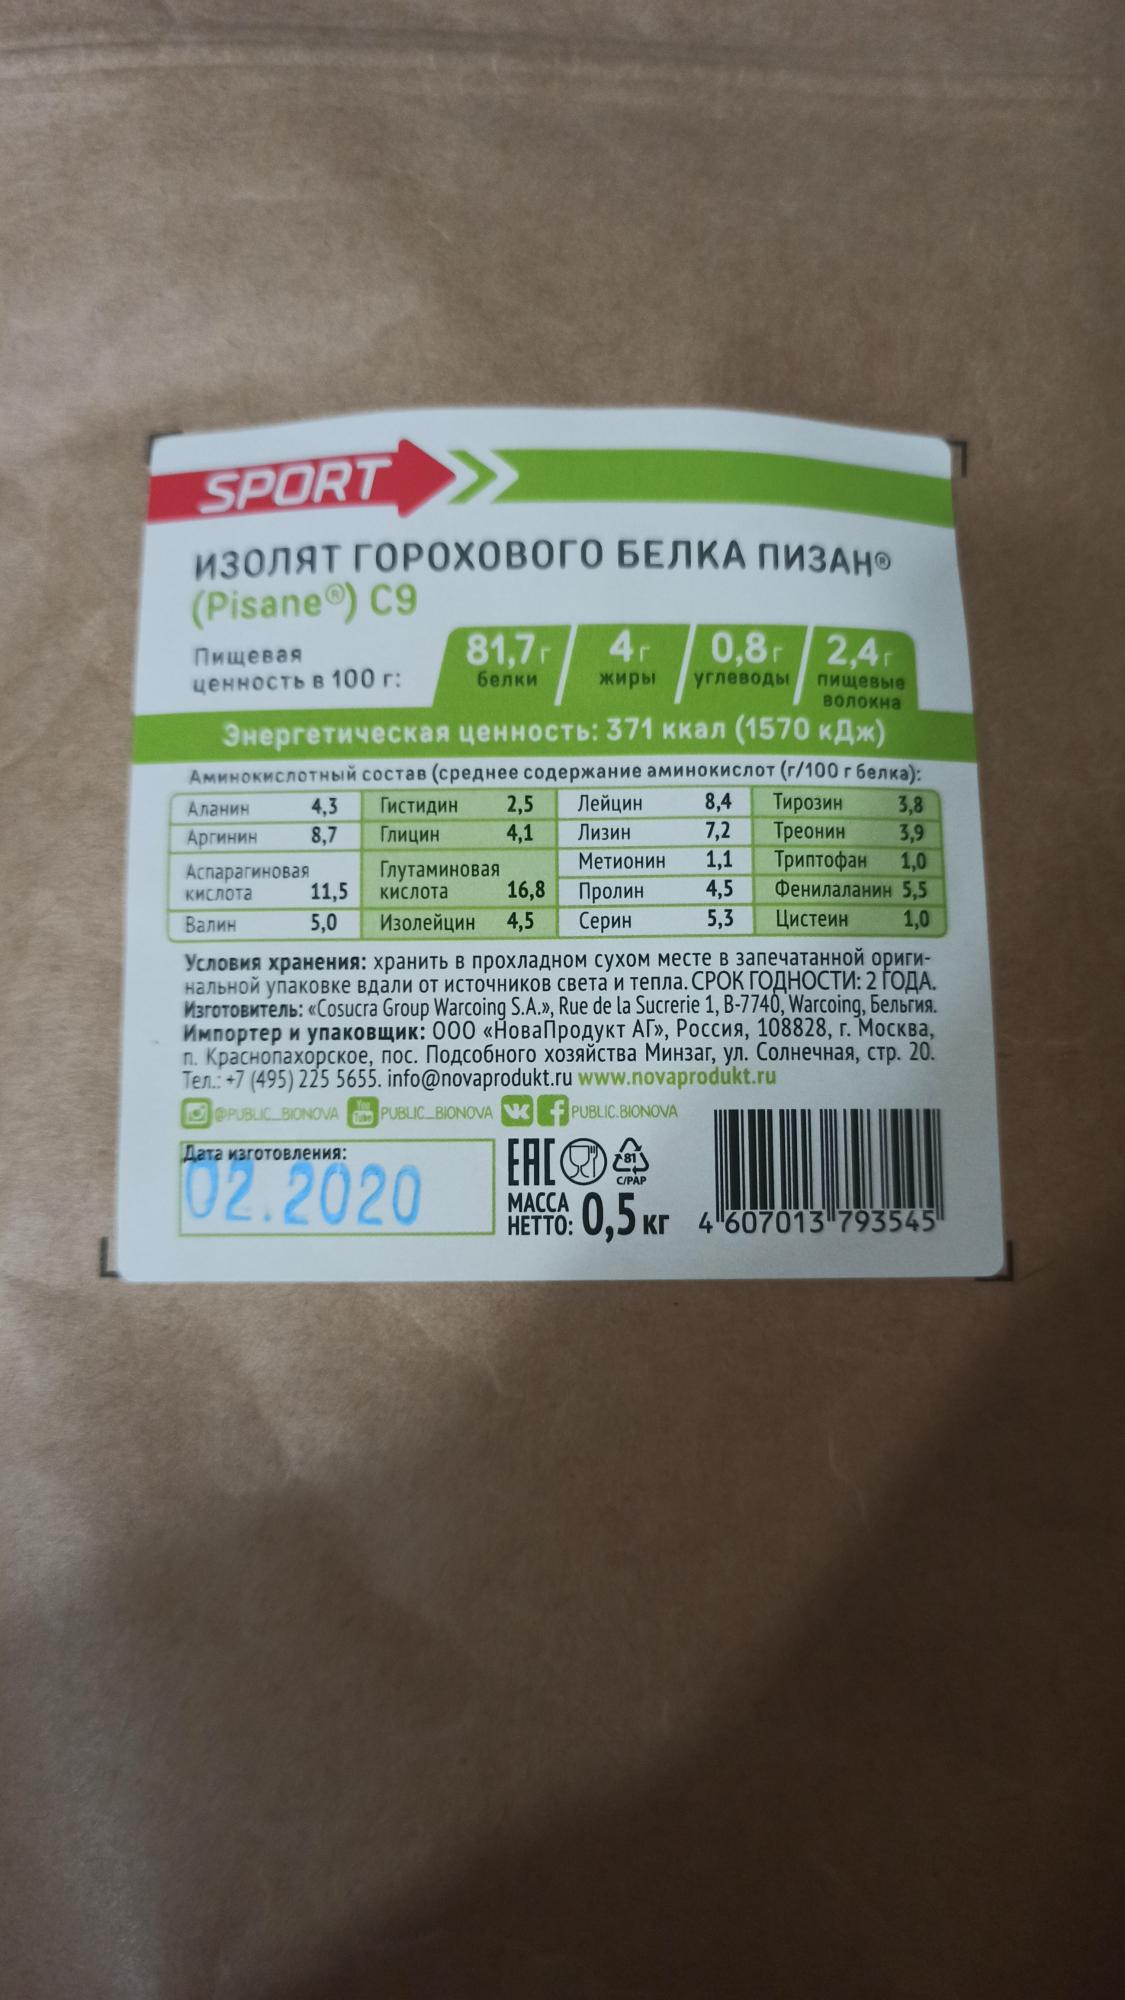 SPORT
ИЗОЛЯТ ГОРОХОВОГО БЕЛКА ПИЗАН®
(Pisane®) C9
Пищевая
ценность в 100 г:
81,7г белки
4г жиры
0,8г углеводы
2,4г пищевые волокна
Энергетическая ценность: 371 ккал (1570 кДж)
Аминокислотный состав (среднее содержание аминокислот (г/100 г белка):
Аланин 4,3 Гистидин 2,5 Лейцин 8,4 Тирозин 3,8
Аргинин 8,7 Глицин 4,1 Лизин 7,2 Треонин 3,9
Аспарагиновая кислота 11,5 Глутаминовая кислота 16,8 Метионин 1,1 Триптофан 1,0
Пролин 4,5 Фенилаланин 5,5
Валин 5,0 Изолейцин 4,5 Серин 5,3 Цистеин 1,0
Условия хранения: хранить в прохладном сухом месте в запечатанной ориги-
нальной упаковке вдали от источников света и тепла. СРОК ГОДНОСТИ: 2 ГОДА.
Изготовитель: «Cosucra Group Warcoing S.A.», Rue de la Sucrerie 1, B-7740, Warcoing, Бельгия.
Импортер и упаковщик: ООО «НоваПродукт АГ», Россия, 108828, г. Москва,
п. Краснопахорское, пос. Подсобного хозяйства Минзаг, ул. Солнечная, стр. 20.
Тел.: +7 (495) 225 5655. info@novaprodukt.ru www.novaprodukt.ru
@PUBLIC_BIONOVA You Tube PUBLIC_BIONOVA PUBLIC.BIONOVA
Дата изготовления:
02.2020
EAC
81
C/PAP
МАССА
НЕТТО: 0,5 кг
4 607013 793545